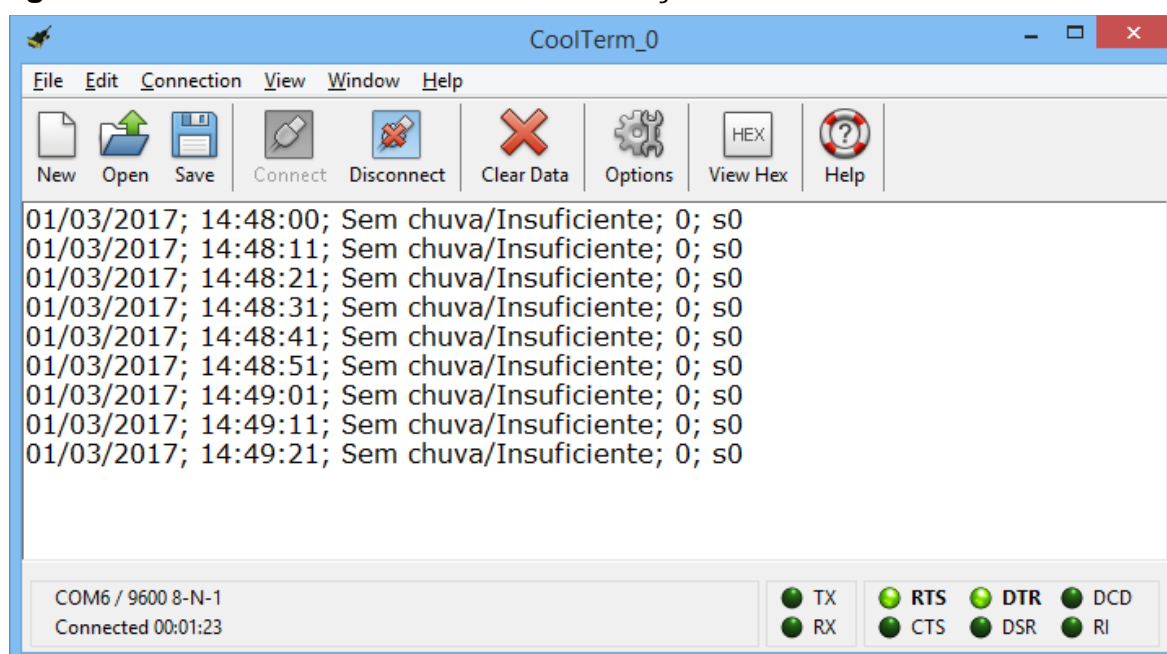 CoolTerm_0
File Edit Connection View Window Help
HEX
New Open Save Connect Disconnect Clear Data Options View Hex Help
01/03/2017; 14:48:00; Sem chuva/Insuficiente; 0; s0
01/03/2017; 14:48:11; Sem chuva/Insuficiente; 0; s0
01/03/2017; 14:48:21; Sem chuva/Insuficiente; 0; s0
01/03/2017; 14:48:31; Sem chuva/Insuficiente; 0; s0
01/03/2017; 14:48:41; Sem chuva/Insuficiente; 0; s0
01/03/2017; 14:48:51; Sem chuva/Insuficiente; 0; s0
01/03/2017; 14:49:01; Sem chuva/Insuficiente; 0; s0
01/03/2017; 14:49:11; Sem chuva/Insuficiente; 0; s0
01/03/2017; 14:49:21; Sem chuva/Insuficiente; 0; s0
COM6 / 9600 8-N-1 TX RTS DTR DCD
Connected 00:01:23 RX CTS DSR RI